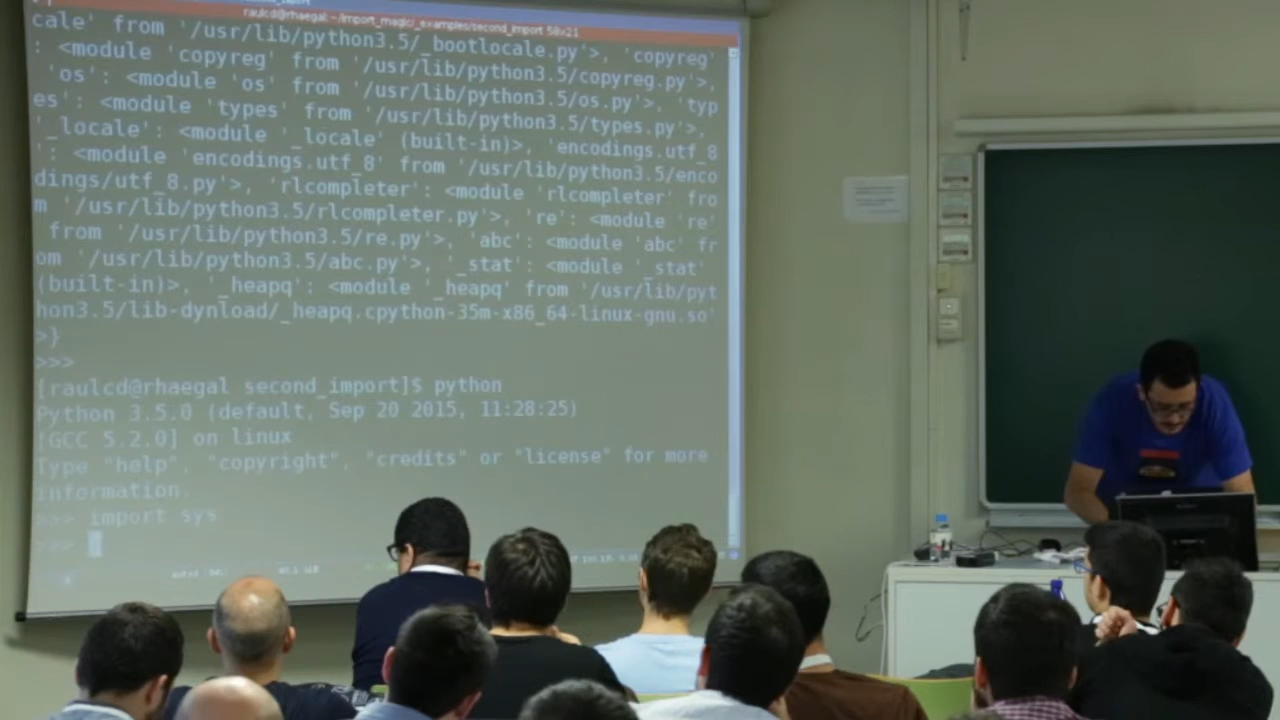 raulcd@rhaegal: ~/import_magic/_examples/second_import 58x21
cale' from '/usr/lib/python3.5/_bootlocale.py'>, 'copyreg'
: <module 'copyreg' from '/usr/lib/python3.5/copyreg.py'>,
'os': <module 'os' from '/usr/lib/python3.5/os.py'>, 'typ
es': <module 'types' from '/usr/lib/python3.5/types.py'>,
'_locale': <module '_locale' (built-in)>, 'encodings.utf_8
': <module 'encodings.utf_8' from '/usr/lib/python3.5/enco
dings/utf_8.py'>, 'rlcompleter': <module 'rlcompleter' fro
m '/usr/lib/python3.5/rlcompleter.py'>, 're': <module 're'
from '/usr/lib/python3.5/re.py'>, 'abc': <module 'abc' fr
om '/usr/lib/python3.5/abc.py'>, '_stat': <module '_stat'
(built-in)>, '_heapq': <module '_heapq' from '/usr/lib/pyt
hon3.5/lib-dynload/_heapq.cpython-35m-x86_64-linux-gnu.so'
>}
>>>
[raulcd@rhaegal second_import]$ python
Python 3.5.0 (default, Sep 20 2015, 11:28:25)
[GCC 5.2.0] on linux
Type "help", "copyright", "credits" or "license" for more
information.
>>> import sys
>>>